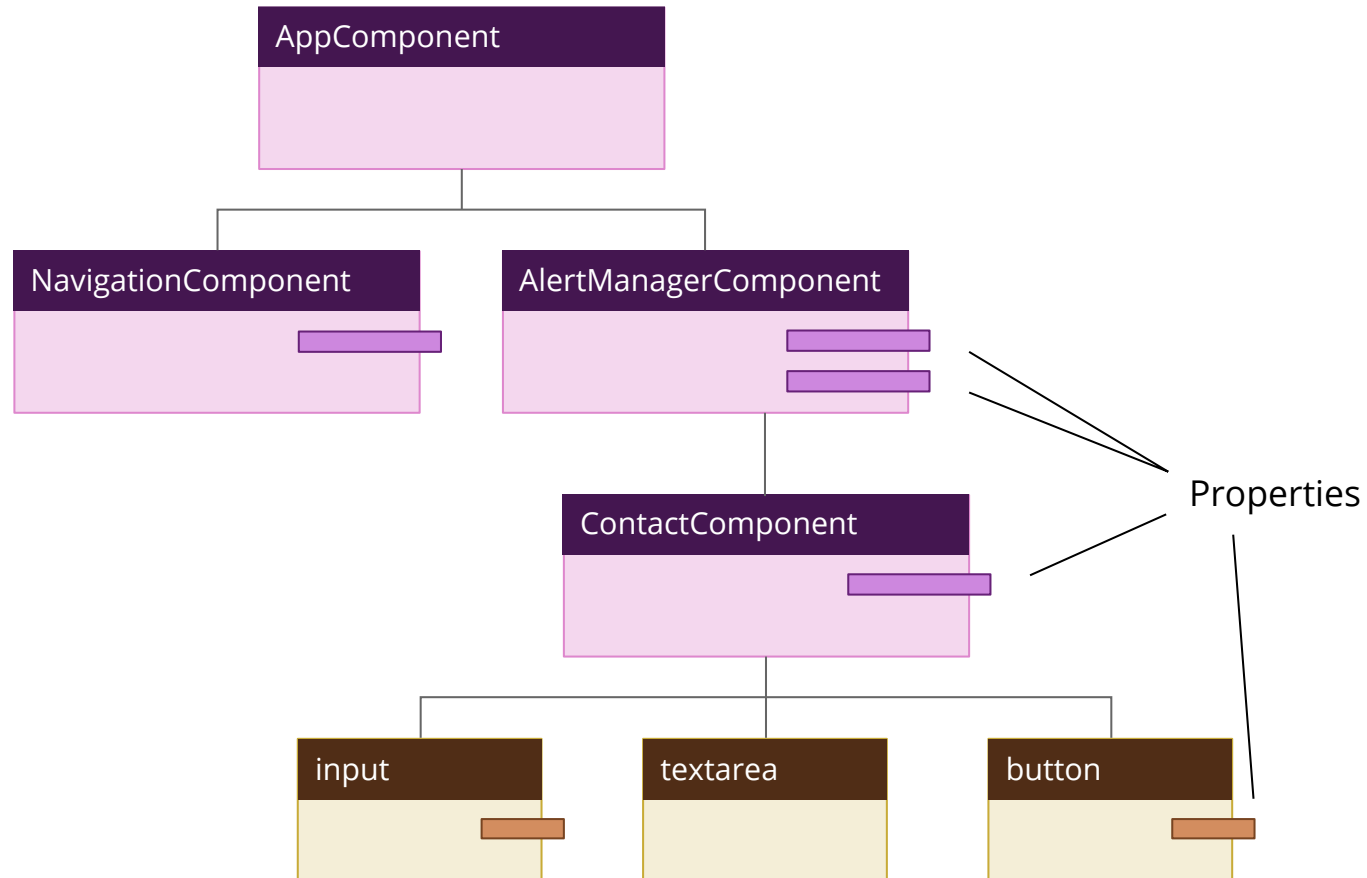 AppComponent
NavigationComponent
AlertManagerComponent
Properties
ContactComponent
input
textarea
button